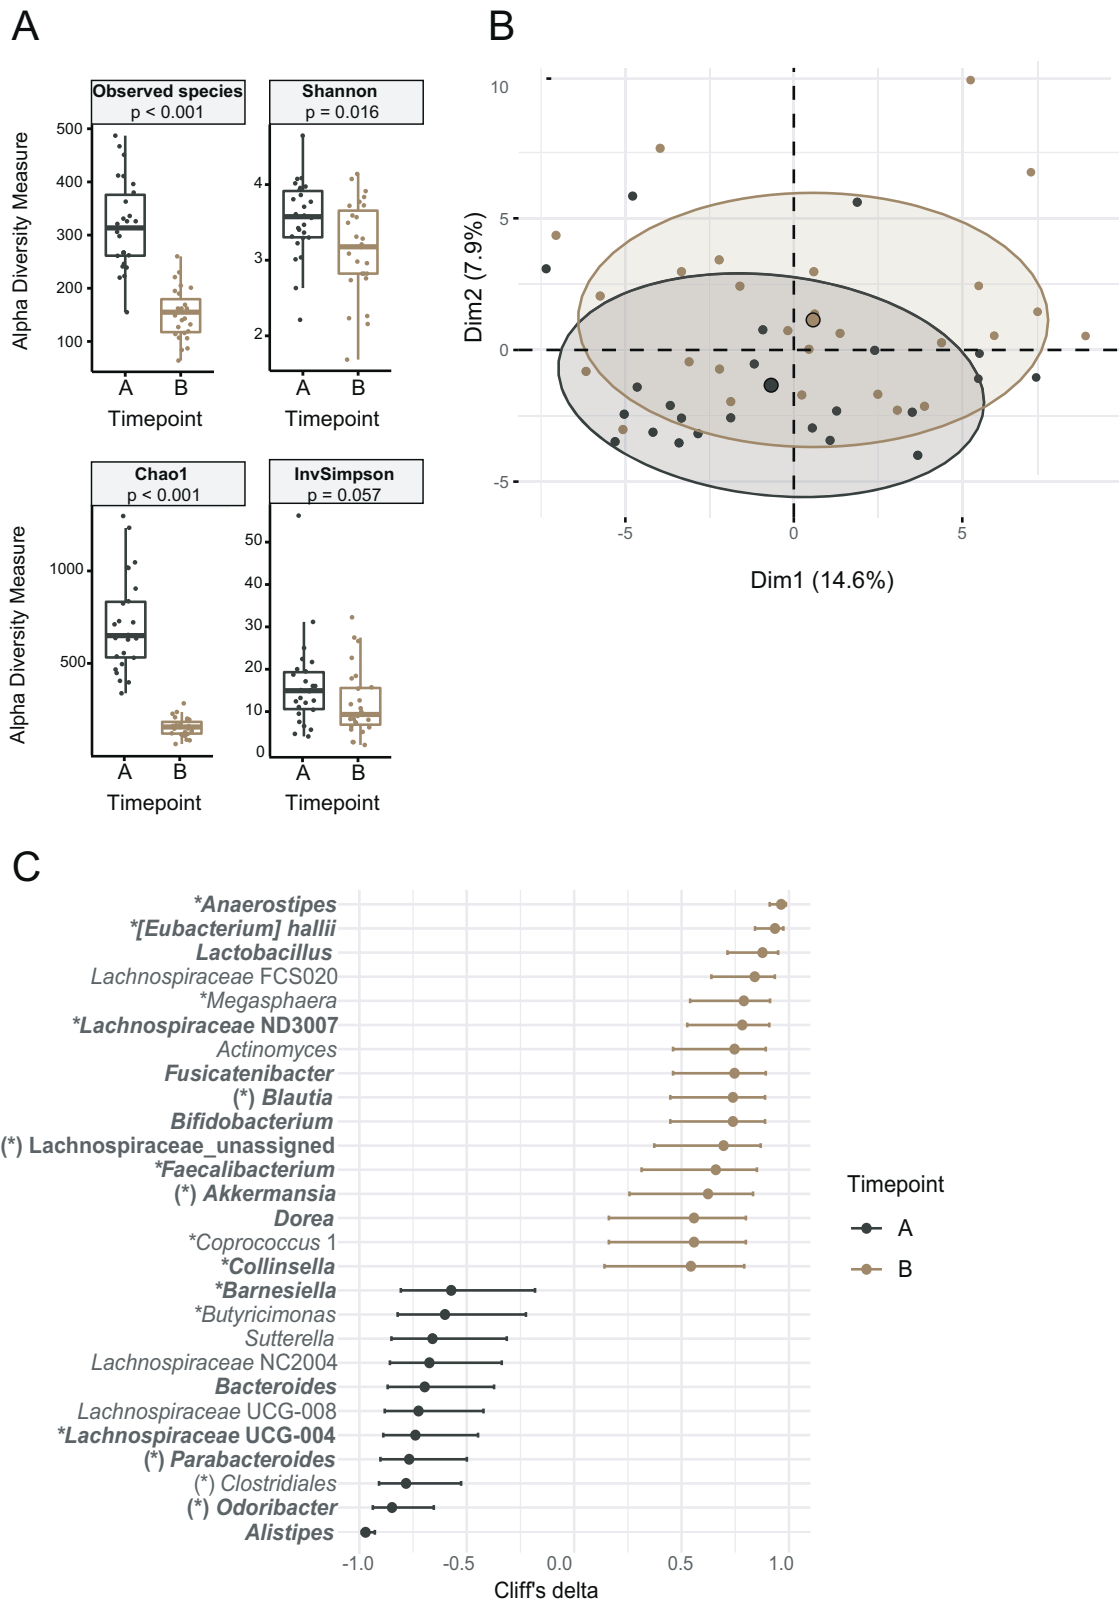 A
B
Observed species
p < 0.001
Shannon
p = 0.016
Alpha Diversity Measure
500
400
300
200
100
4
3
2
A
B
A
B
Timepoint
Timepoint
Chao1
p < 0.001
InvSimpson
p = 0.057
Alpha Diversity Measure
1000
500
50
40
30
20
10
0
A
B
A
B
Timepoint
Timepoint
Dim2 (7.9%)
10
5
0
-5
-5
0
5
Dim1 (14.6%)
C
*Anaerostipes
*[Eubacterium] hallii
Lactobacillus
Lachnospiraceae FCS020
*Megasphaera
*Lachnospiraceae ND3007
Actinomyces
Fusicatenibacter
(*) Blautia
Bifidobacterium
(*) Lachnospiraceae_unassigned
*Faecalibacterium
(*) Akkermansia
Dorea
*Coprococcus 1
*Collinsella
*Barnesiella
*Butyricimonas
Sutterella
Lachnospiraceae NC2004
Bacteroides
Lachnospiraceae UCG-008
*Lachnospiraceae UCG-004
(*) Parabacteroides
(*) Clostridiales
(*) Odoribacter
Alistipes
-1.0
-0.5
0.0
0.5
1.0
Cliff's delta
Timepoint
A
B